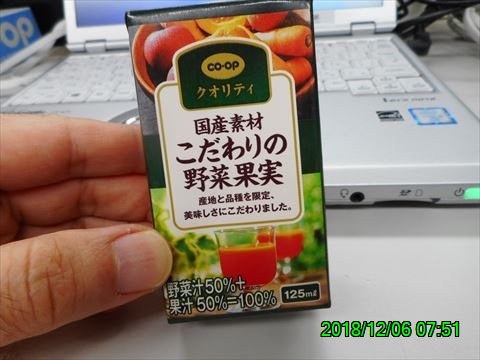 CO·OP
クオリティ
国産素材
こだわりの
野菜果実
産地と品種を限定、
美味しさにこだわりました。
野菜汁50%+
果汁 50%=100%
125mℓ
2018/12/06 07:51